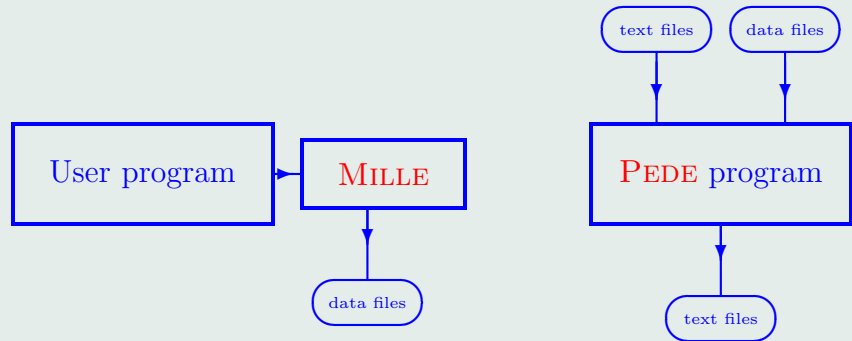 text files
data files
User program
MILLE
PEDE program
data files
text files